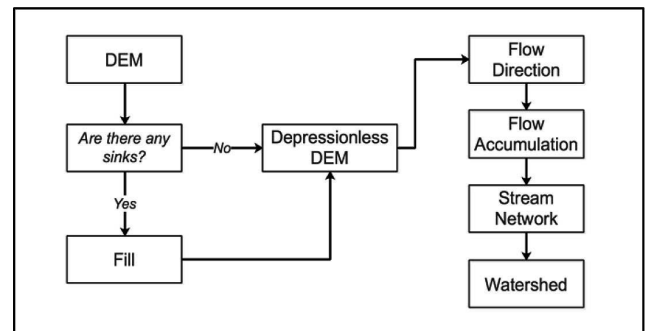 DEM
Are there any
sinks?
No
Yes
Fill
Depressionless
DEM
Flow
Direction
Flow
Accumulation
Stream
Network
Watershed